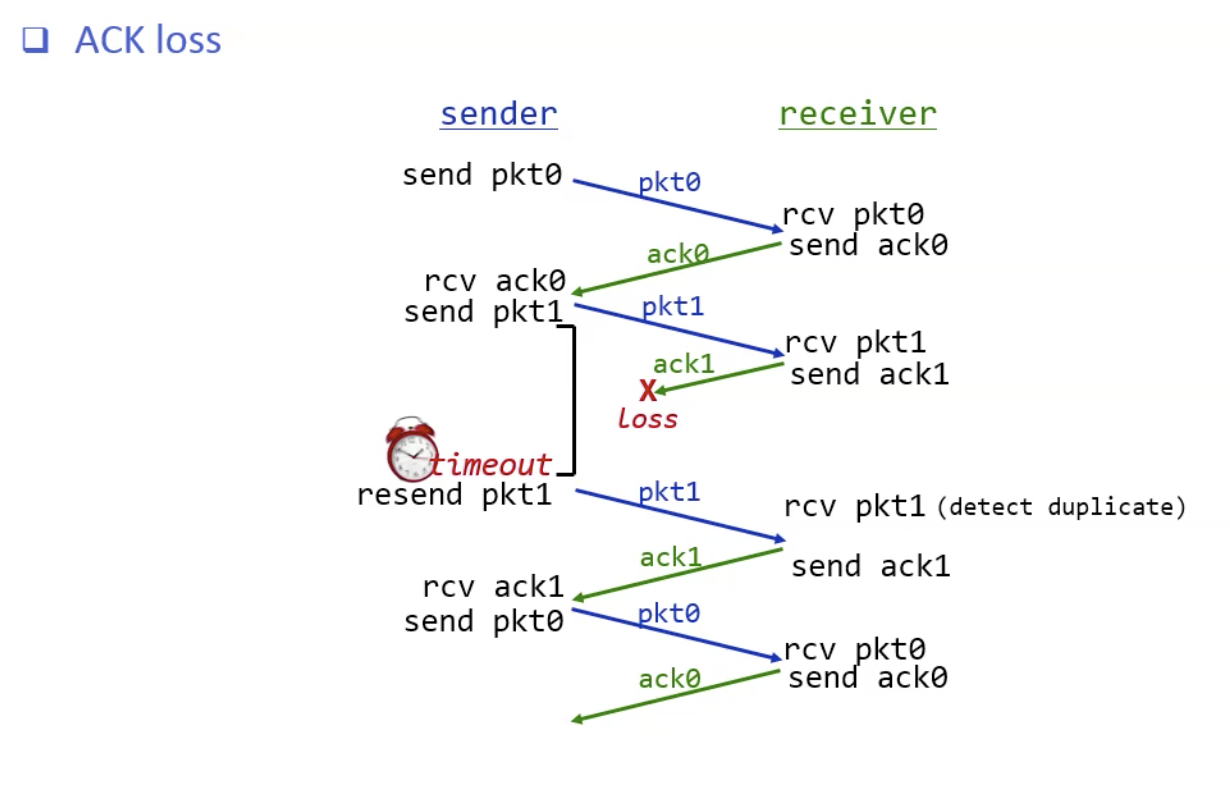 ACK loss
sender receiver
send pkt0
pkt0
rcv pkt0
send ack0
ack0
rcv ack0
send pkt1
pkt1
rcv pkt1
send ack1
ack1
X
loss
timeout
resend pkt1
pkt1
rcv pkt1 (detect duplicate)
send ack1
ack1
rcv ack1
send pkt0
pkt0
rcv pkt0
send ack0
ack0